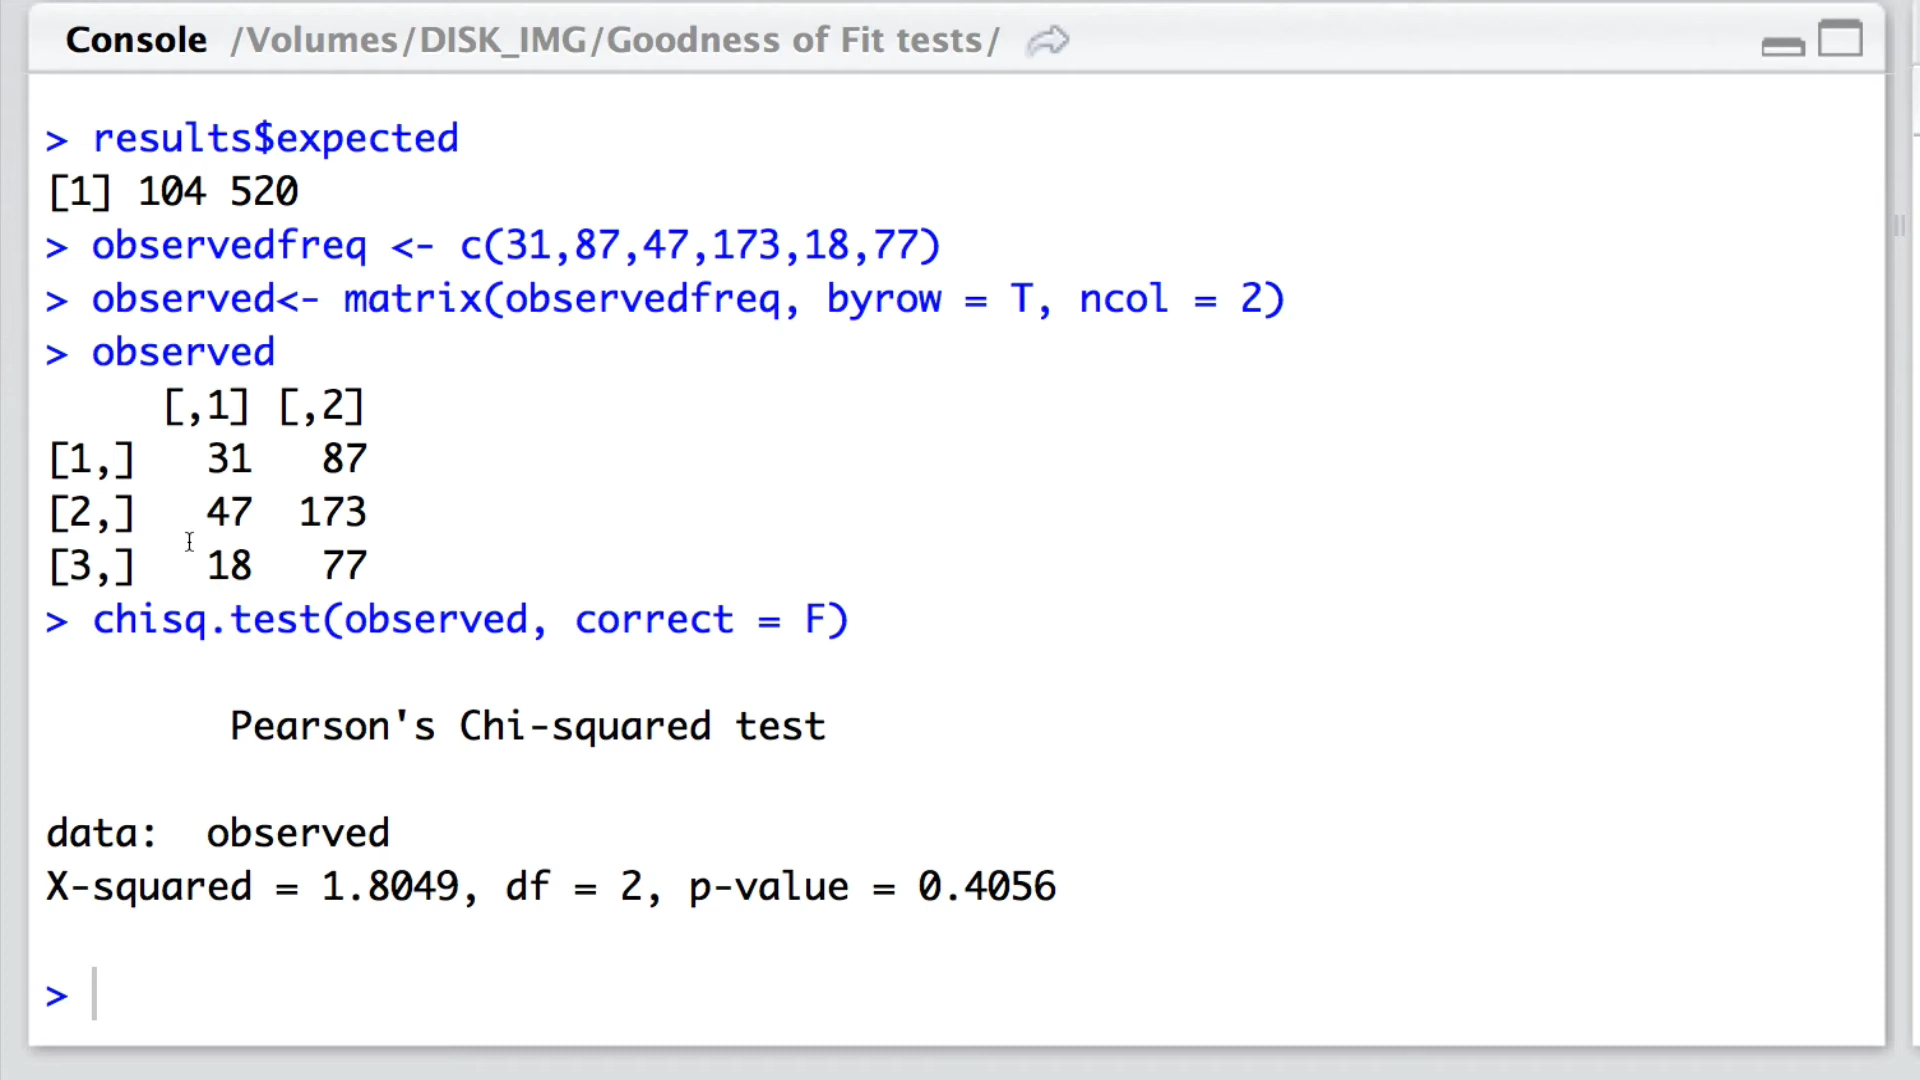 Console /Volumes/DISK_IMG/Goodness of Fit tests/
> results$expected
[1] 104 520
> observedfreq <- c(31,87,47,173,18,77)
> observed<- matrix(observedfreq, byrow = T, ncol = 2)
> observed
     [,1] [,2]
[1,]   31   87
[2,]   47  173
[3,]   18   77
> chisq.test(observed, correct = F)
        Pearson's Chi-squared test
data:  observed
X-squared = 1.8049, df = 2, p-value = 0.4056
>